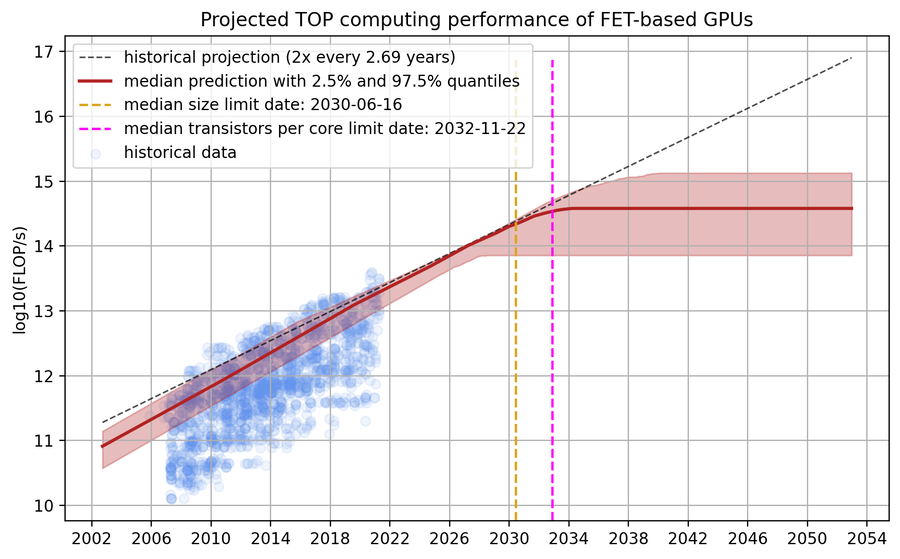 Projected TOP computing performance of FET-based GPUs
17
16
15
14
13
12
11
10
log10(FLOP/s)
historical projection (2x every 2.69 years)
median prediction with 2.5% and 97.5% quantiles
median size limit date: 2030-06-16
median transistors per core limit date: 2032-11-22
historical data
2002 2006 2010 2014 2018 2022 2026 2030 2034 2038 2042 2046 2050 2054